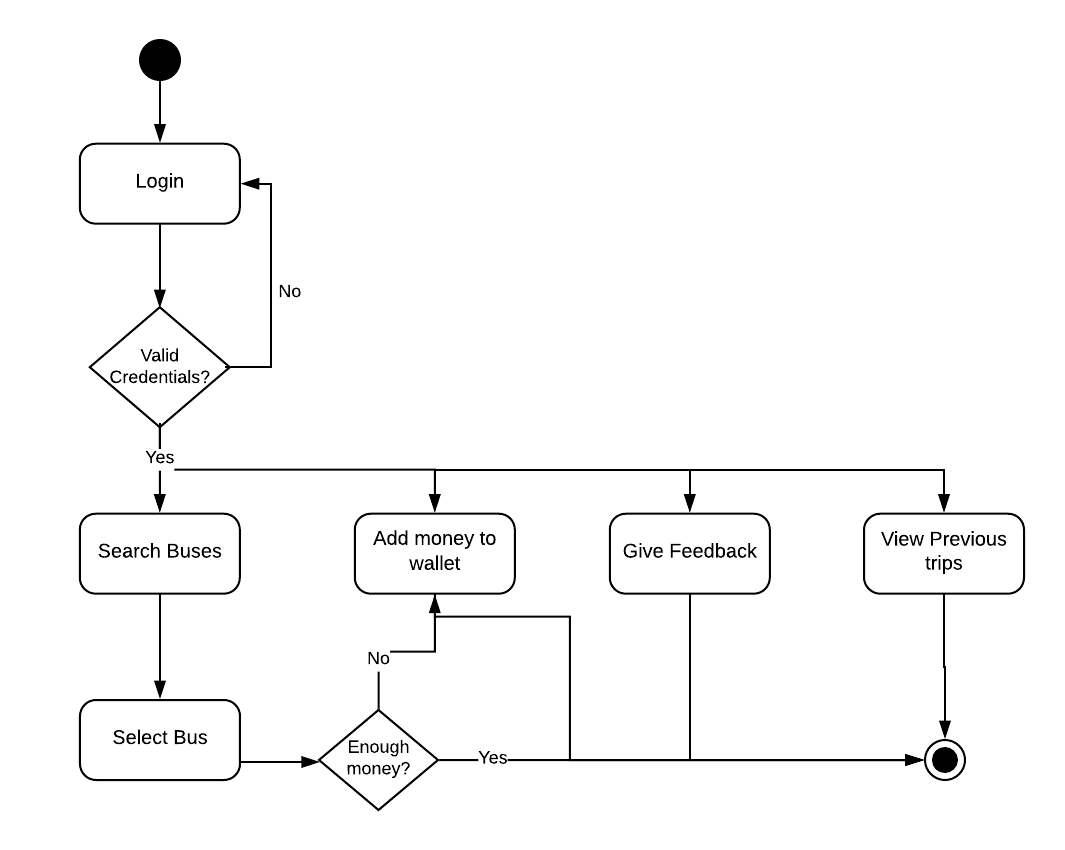 Login
No
Valid
Credentials?
Yes
Search Buses
Add money to
wallet
Give Feedback
View Previous
trips
No
Select Bus
Enough
money?
Yes